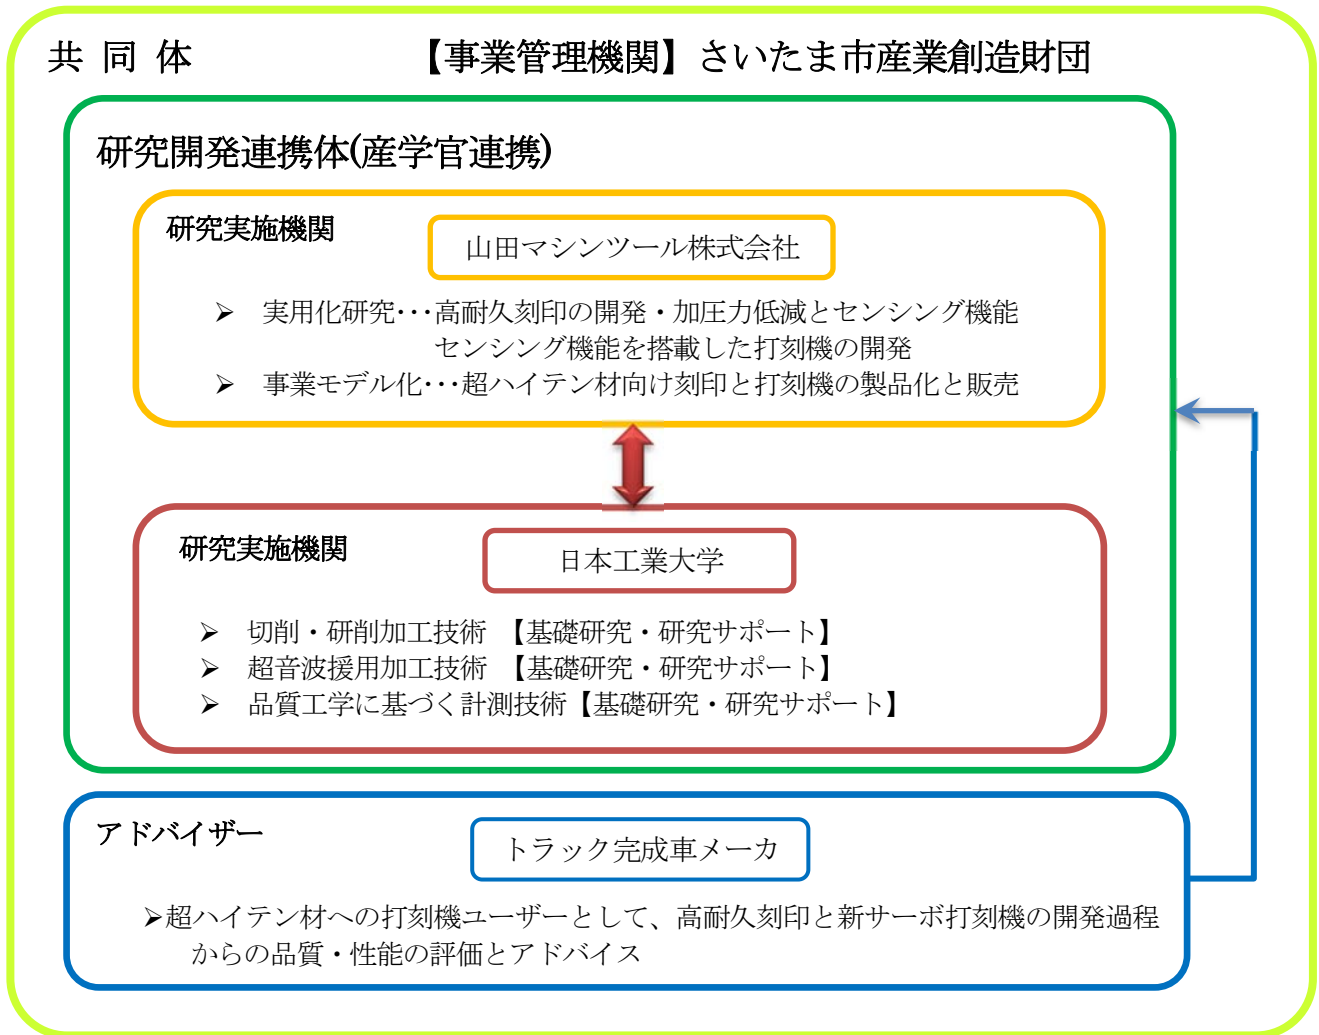 共 同 体 【事業管理機関】さいたま市産業創造財団
研究開発連携体(産学官連携)
研究実施機関
山田マシンツール株式会社
➢ 実用化研究･･･高耐久刻印の開発・加圧力低減とセンシング機能
センシング機能を搭載した打刻機の開発
➢ 事業モデル化･･･超ハイテン材向け刻印と打刻機の製品化と販売
研究実施機関
日本工業大学
➢ 切削・研削加工技術 【基礎研究・研究サポート】
➢ 超音波援用加工技術 【基礎研究・研究サポート】
➢ 品質工学に基づく計測技術【基礎研究・研究サポート】
アドバイザー
トラック完成車メーカ
➢超ハイテン材への打刻機ユーザーとして、高耐久刻印と新サーボ打刻機の開発過程
からの品質・性能の評価とアドバイス